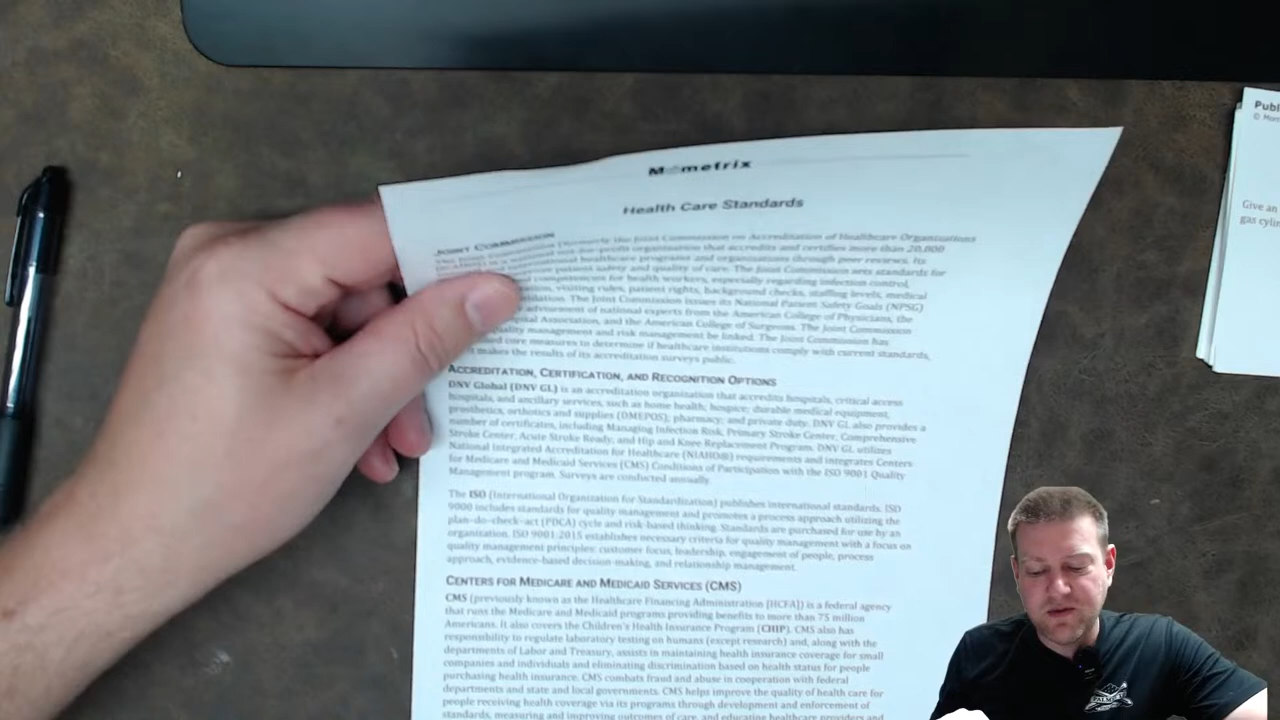 Mometrix
Health Care Standards
JOINT COMMISSION
(formerly the Joint Commission on Accreditation of Healthcare Organizations
not-for-profit organization that accredits and certifies more than 20,000
healthcare programs and organizations through peer reviews. Its
patient safety and quality of care. The Joint Commission sets standards for
competencies for health workers, especially regarding infection control,
visiting rules, patient rights, background checks, staffing levels, medical
The Joint Commission issues its National Patient Safety Goals (NPSG)
advisement of national experts from the American College of Physicians, the
Association, and the American College of Surgeons. The Joint Commission
quality management and risk management be linked. The Joint Commission has
core measures to determine if healthcare institutions comply with current standards,
makes the results of its accreditation surveys public.
ACCREDITATION, CERTIFICATION, AND RECOGNITION OPTIONS
DNV Global (DNV GL) is an accreditation organization that accredits hospitals, critical access
hospitals, and ancillary services, such as home health; hospice; durable medical equipment,
prosthetics, orthotics and supplies (DMEPOS); pharmacy; and private duty. DNV GL also provides a
number of certificates, including Managing Infection Risk, Primary Stroke Center, Comprehensive
Stroke Center, Acute Stroke Ready, and Hip and Knee Replacement Program. DNV GL utilizes
National Integrated Accreditation for Healthcare (NIAHO®) requirements and integrates Centers
for Medicare and Medicaid Services (CMS) Conditions of Participation with the ISO 9001 Quality
Management program. Surveys are conducted annually.
The ISO (International Organization for Standardization) publishes international standards. ISO
9000 includes standards for quality management and promotes a process approach utilizing the
plan-do-check-act (PDCA) cycle and risk-based thinking. Standards are purchased for use by an
organization. ISO 9001:2015 establishes necessary criteria for quality management with a focus on
quality management principles: customer focus, leadership, engagement of people, process
approach, evidence-based decision-making, and relationship management.
CENTERS FOR MEDICARE AND MEDICAID SERVICES (CMS)
CMS (previously known as the Healthcare Financing Administration [HCFA]) is a federal agency
that runs the Medicare and Medicaid programs providing benefits to more than 75 million
Americans. It also covers the Children's Health Insurance Program (CHIP). CMS also has
responsibility to regulate laboratory testing on humans (except research) and, along with the
departments of Labor and Treasury, assists in maintaining health insurance coverage for small
companies and individuals and eliminating discrimination based on health status for people
purchasing health insurance. CMS combats fraud and abuse in cooperation with federal
departments and state and local governments. CMS helps improve the quality of health care for
people receiving health coverage via its programs through development and enforcement of
standards, measuring and improving outcomes of care, and educating healthcare providers and
Publ
Give an
gas cylin